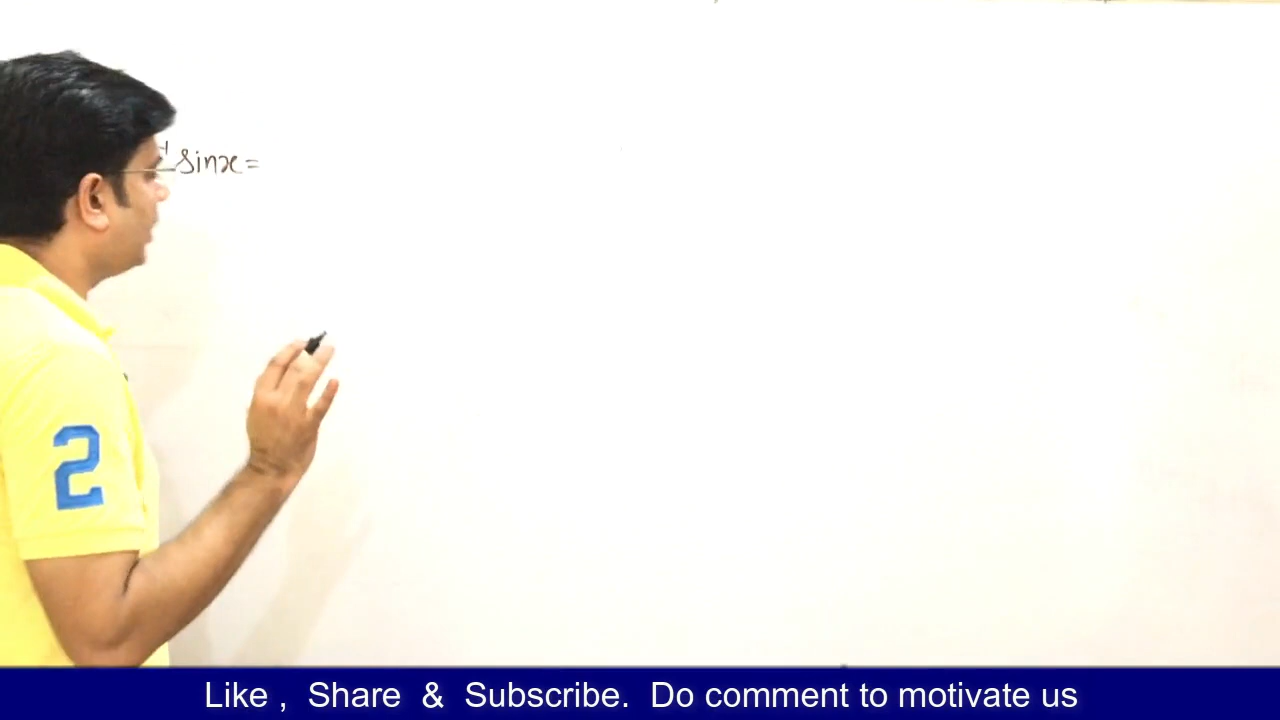 sinx =
2
Like , Share & Subscribe. Do comment to motivate us